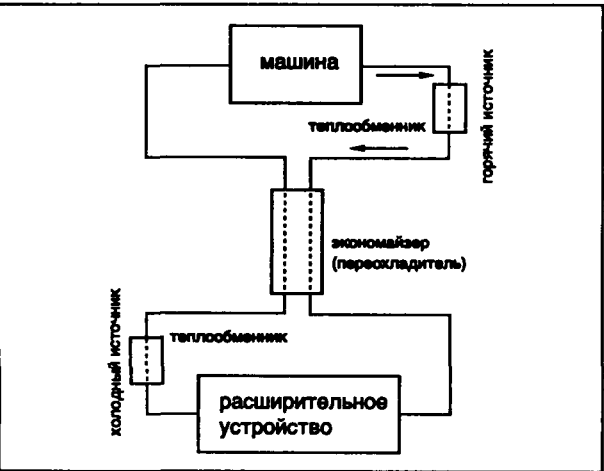 машина
теплообменник
горячий источник
экономайзер
(переохладитель)
холодный источник
теплообменник
расширительное
устройство